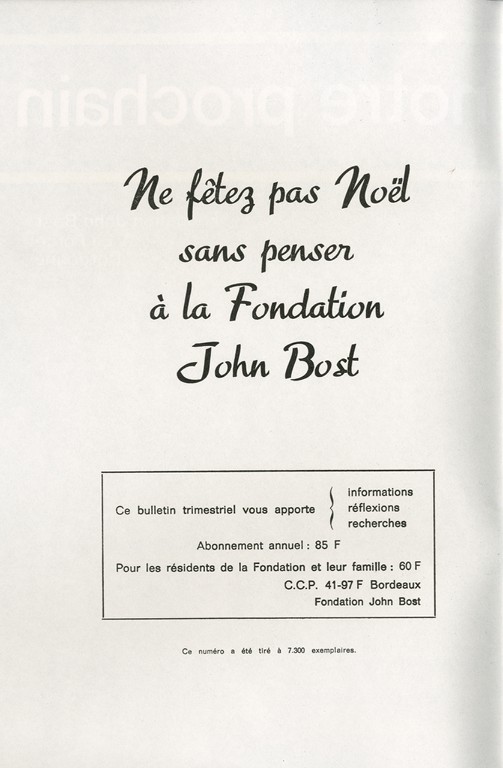 Ne fêtez pas Noël
sans penser
à la Fondation
John Bost
Ce bulletin trimestriel vous apporte
informations
réflexions
recherches
Abonnement annuel : 85 F
Pour les résidents de la Fondation et leur famille : 60 F
C.C.P. 41-97 F Bordeaux
Fondation John Bost
Ce numéro a été tiré à 7.300 exemplaires.